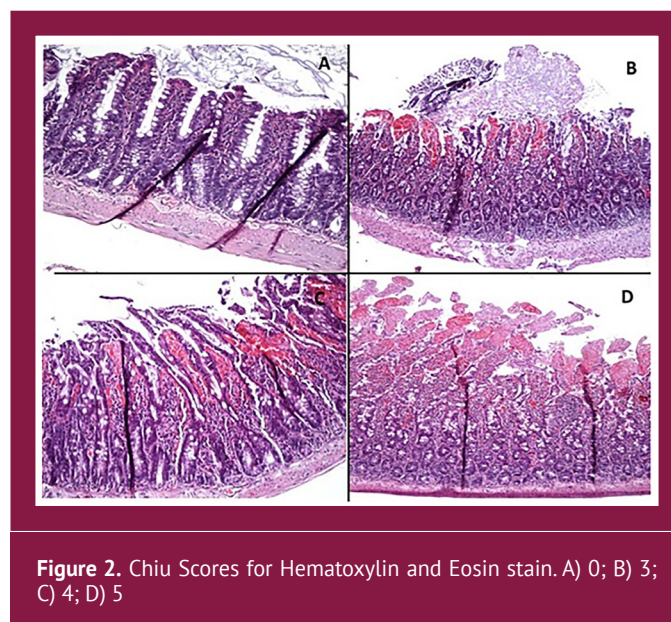 A
B
C
D
Figure 2. Chiu Scores for Hematoxylin and Eosin stain. A) 0; B) 3;
C) 4; D) 5